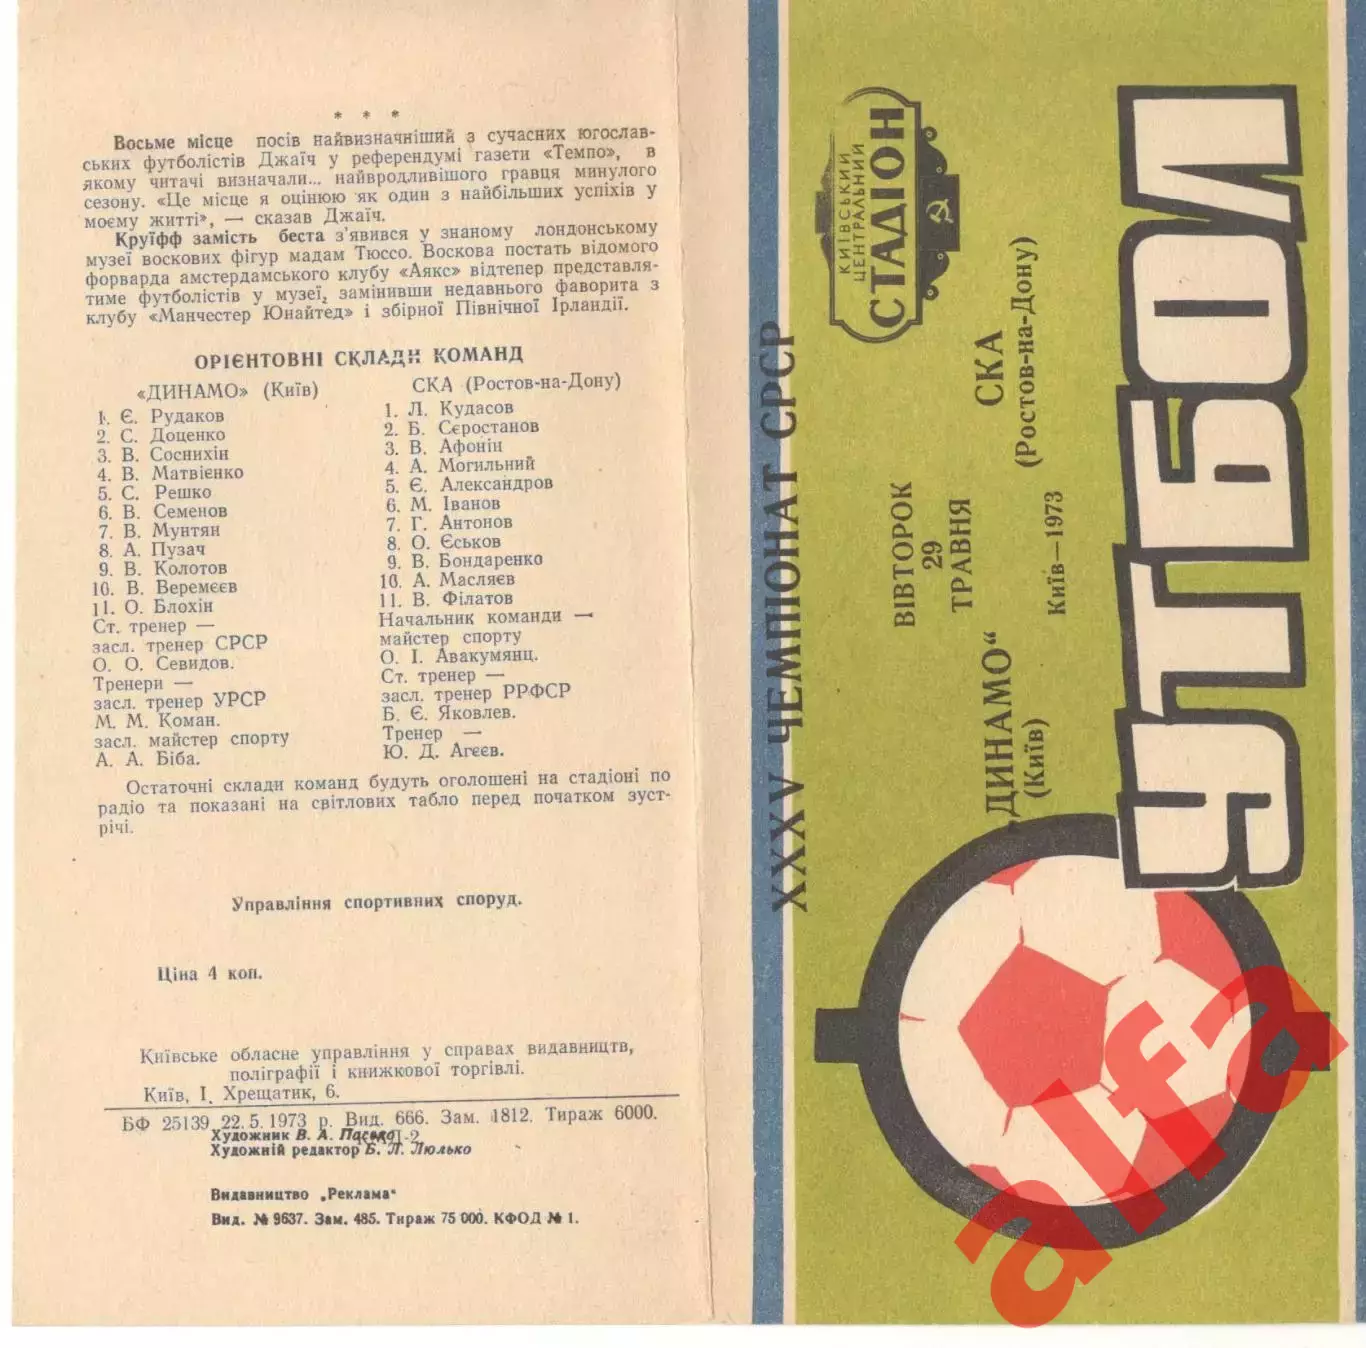 * * *
Восьме місце посів найвизначніший з сучасних югослав-
ських футболістів Джаїч у референдумі газети «Темпо», в
якому читачі визначали... найвродливішого гравця минулого
сезону. «Це місце я оцінюю як один з найбільших успіхів у
моєму житті», — сказав Джаїч.
Круїфф замість беста з'явився у знаному лондонському
музеї воскових фігур мадам Тюссо. Воскова постать відомого
форварда амстердамського клубу «Аякс» відтепер представля-
тиме футболістів у музеї, замінивши недавнього фаворита з
клубу «Манчестер Юнайтед» і збірної Північної Ірландії.
ОРІЄНТОВНІ СКЛАДИ КОМАНД
«ДИНАМО» (Київ)
1. Є. Рудаков
2. С. Доценко
3. В. Соснихін
4. В. Матвієнко
5. С. Решко
6. В. Семенов
7. В. Мунтян
8. А. Пузач
9. В. Колотов
10. В. Веремєєв
11. О. Блохін
Ст. тренер —
засл. тренер СРСР
О. О. Севидов.
Тренери —
засл. тренер УРСР
М. М. Коман.
засл. майстер спорту
А. А. Біба.
СКА (Ростов-на-Дону)
1. Л. Кудасов
2. Б. Сєростанов
3. В. Афонін
4. А. Могильний
5. Є. Александров
6. М. Іванов
7. Г. Антонов
8. О. Єськов
9. В. Бондаренко
10. А. Масляєв
11. В. Філатов
Начальник команди —
майстер спорту
О. І. Авакумянц.
Ст. тренер —
засл. тренер РРФСР
Б. Є. Яковлев.
Тренер —
Ю. Д. Агеєв.
Остаточні склади команд будуть оголошені на стадіоні по
радіо та показані на світлових табло перед початком зуст-
річі.
Управління спортивних споруд.
Ціна 4 коп.
Київське обласне управління у справах видавництв,
поліграфії і книжкової торгівлі.
Київ, І, Хрещатик, 6.
БФ 25139 22.5.1973 р. Вид. 666. Зам. 1812. Тираж 6000.
Художник В. А.
Художній редактор Б. Л. Люлько
Видавництво „Реклама“
Вид. № 9637. Зам. 485. Тираж 75 000. КФОД № 1.
XXXV ЧЕМПІОНАТ СРСР
КИЇВСЬКИЙ
ЦЕНТРАЛЬНИЙ
СТАДІОН
ВІВТОРОК
29
ТРАВНЯ
„ДИНАМО“
(Київ)
СКА
(Ростов-на-Дону)
Київ—1973
ФУТБОЛ
alfa